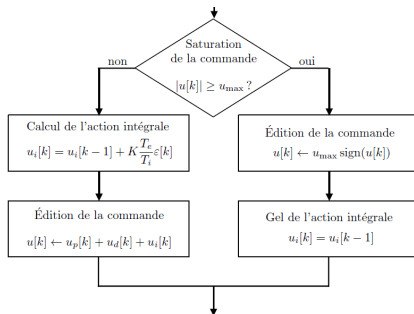 Saturation
de la commande
|u[k]| ≥ u_max ?
non
oui
Calcul de l'action intégrale
u_i[k] = u_i[k − 1] + K T_e/T_i ε[k]
Édition de la commande
u[k] ← u_max sign(u[k])
Édition de la commande
u[k] ← u_p[k] + u_d[k] + u_i[k]
Gel de l'action intégrale
u_i[k] = u_i[k − 1]